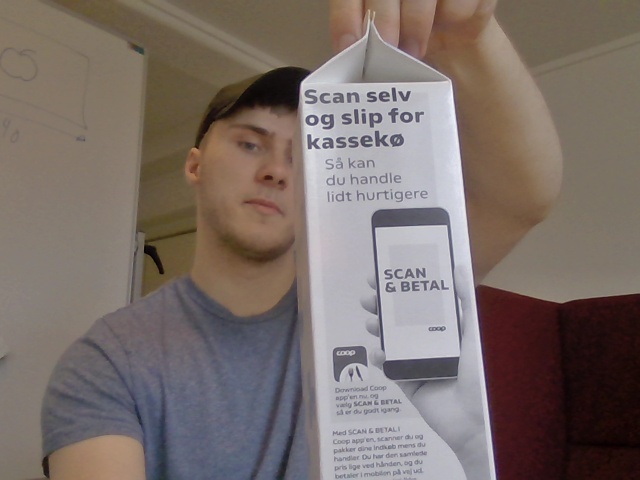 Scan selv
og slip for
kassekø
Så kan
du handle
lidt hurtigere
SCAN
& BETAL
coop
coop
Download Coop
app'en nu, og
vælg SCAN & BETAL
så er du godt igang.
Med SCAN & BETAL i
Coop app'en, scanner du og
pakker dine indkøb mens du
handler. Du har den samlede
pris lige ved hånden, og du
betaler i mobilen på vej ud.